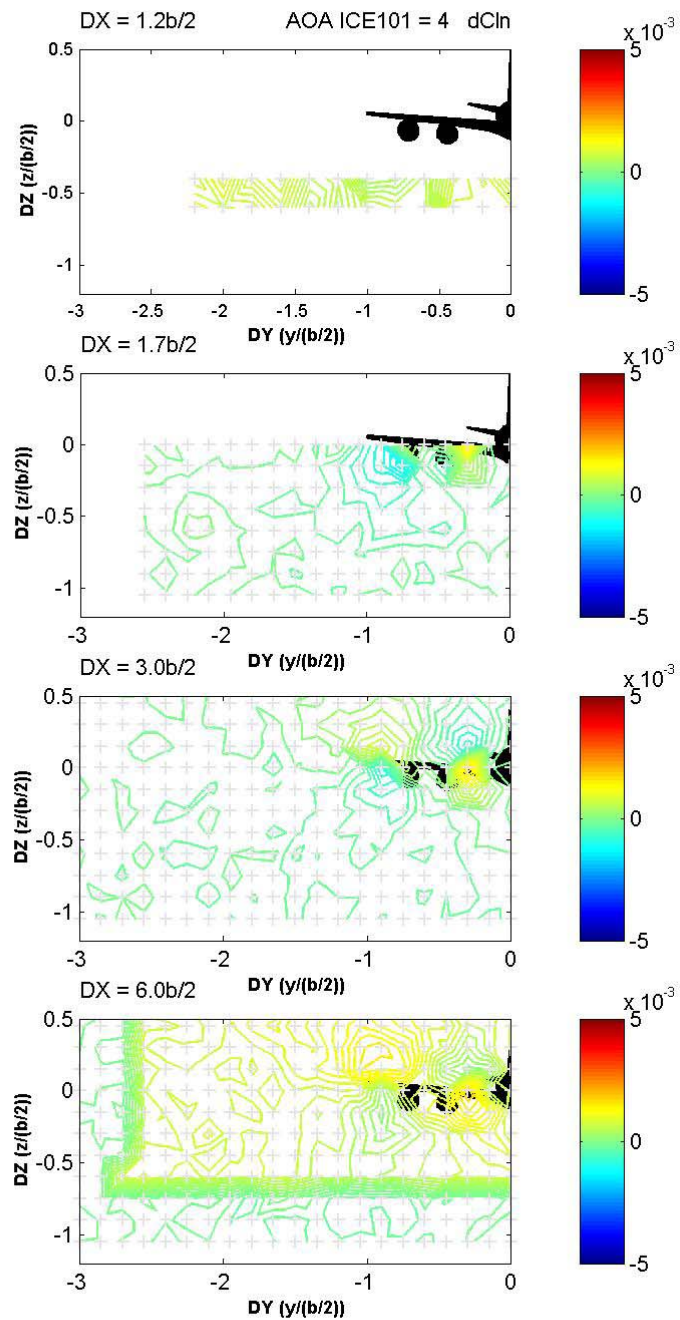 DX = 1.2b/2 AOA ICE101 = 4 dCln
x 10-3
0.5
0
-0.5
-1
DZ (z/(b/2))
-3 -2.5 -2 -1.5 -1 -0.5 0
DY (y/(b/2))
5
0
-5
DX = 1.7b/2
x 10-3
0.5
0
-0.5
-1
DZ (z/(b/2))
-3 -2 -1 0
DY (y/(b/2))
5
0
-5
DX = 3.0b/2
x 10-3
0.5
0
-0.5
-1
DZ (z/(b/2))
-3 -2 -1 0
DY (y/(b/2))
5
0
-5
DX = 6.0b/2
x 10-3
0.5
0
-0.5
-1
DZ (z/(b/2))
-3 -2 -1 0
DY (y/(b/2))
5
0
-5